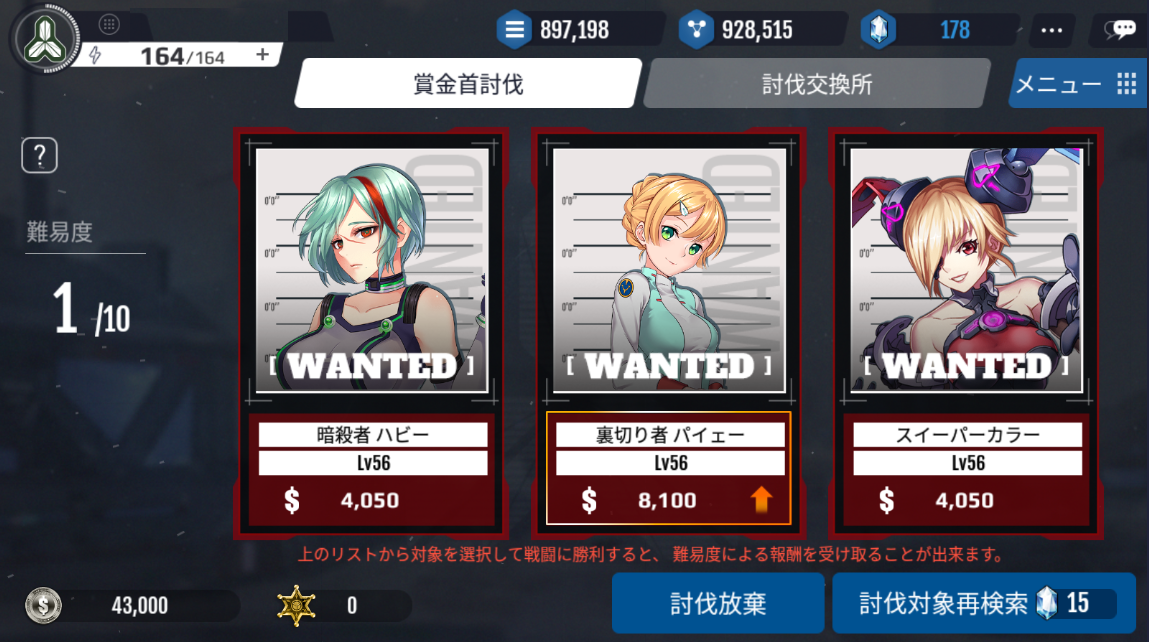 164/164 +
897,198
928,515
178
賞金首討伐
討伐交換所
メニュー
?
難易度
1/10
WANTED
[ WANTED ]
暗殺者 ハビー
Lv56
$ 4,050
WANTED
[ WANTED ]
裏切り者 パイェー
Lv56
$ 8,100
WANTED
[ WANTED ]
スイーパーカラー
Lv56
$ 4,050
上のリストから対象を選択して戦闘に勝利すると、難易度による報酬を受け取ることが出来ます。
43,000
0
討伐放棄
討伐対象再検索 15